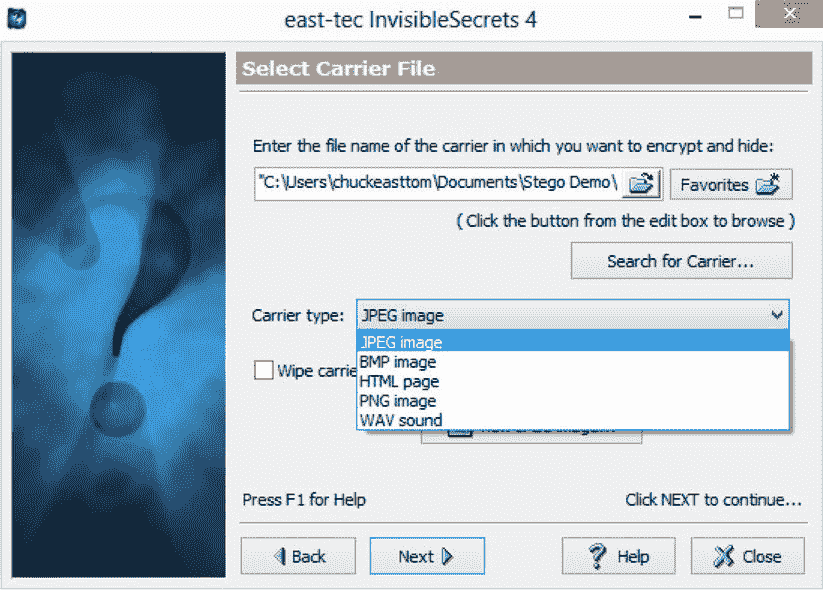 east-tec InvisibleSecrets 4
Select Carrier File
Enter the file name of the carrier in which you want to encrypt and hide:
"C:\Users\chuckeasttom\Documents\Stego Demo\
Favorites
( Click the button from the edit box to browse )
Search for Carrier...
Carrier type: JPEG image
JPEG image
Wipe
BMP image
HTML page
PNG image
WAV sound
Press F1 for Help
Click NEXT to continue...
Back
Next
Help
Close